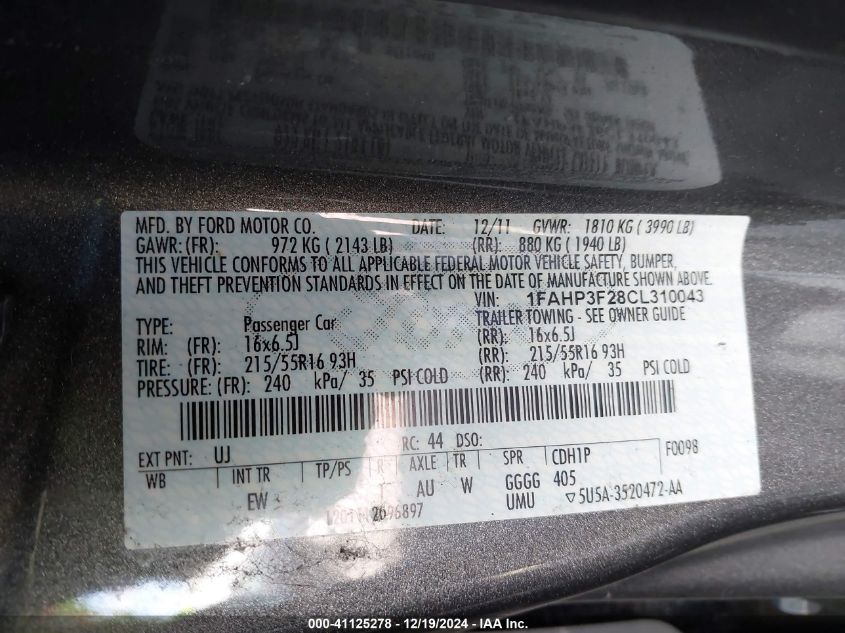 MFD. BY FORD MOTOR CO. DATE: 12/11 GVWR: 1810 KG ( 3990 LB)
GAWR: (FR): 972 KG ( 2143 LB) (RR): 880 KG ( 1940 LB)
THIS VEHICLE CONFORMS TO ALL APPLICABLE FEDERAL MOTOR VEHICLE SAFETY, BUMPER,
AND THEFT PREVENTION STANDARDS IN EFFECT ON THE DATE OF MANUFACTURE SHOWN ABOVE.
VIN: 1FAHP3F28CL310043
TYPE: Passenger Car TRAILER TOWING - SEE OWNER GUIDE
RIM: (FR): 16x6.5J (RR): 16x6.5J
TIRE: (FR): 215/55R16 93H (RR): 215/55R16 93H
PRESSURE: (FR): 240 kPa/ 35 PSI COLD (RR): 240 kPa/ 35 PSI COLD
EXT PNT: UJ RC: 44 DSO: F0098
WB INT TR TP/PS R AXLE TR SPR CDH1P
EW AU W GGGG 405
UMU 5U5A-3520472-AA
000-41125278 - 12/19/2024 - IAA Inc.